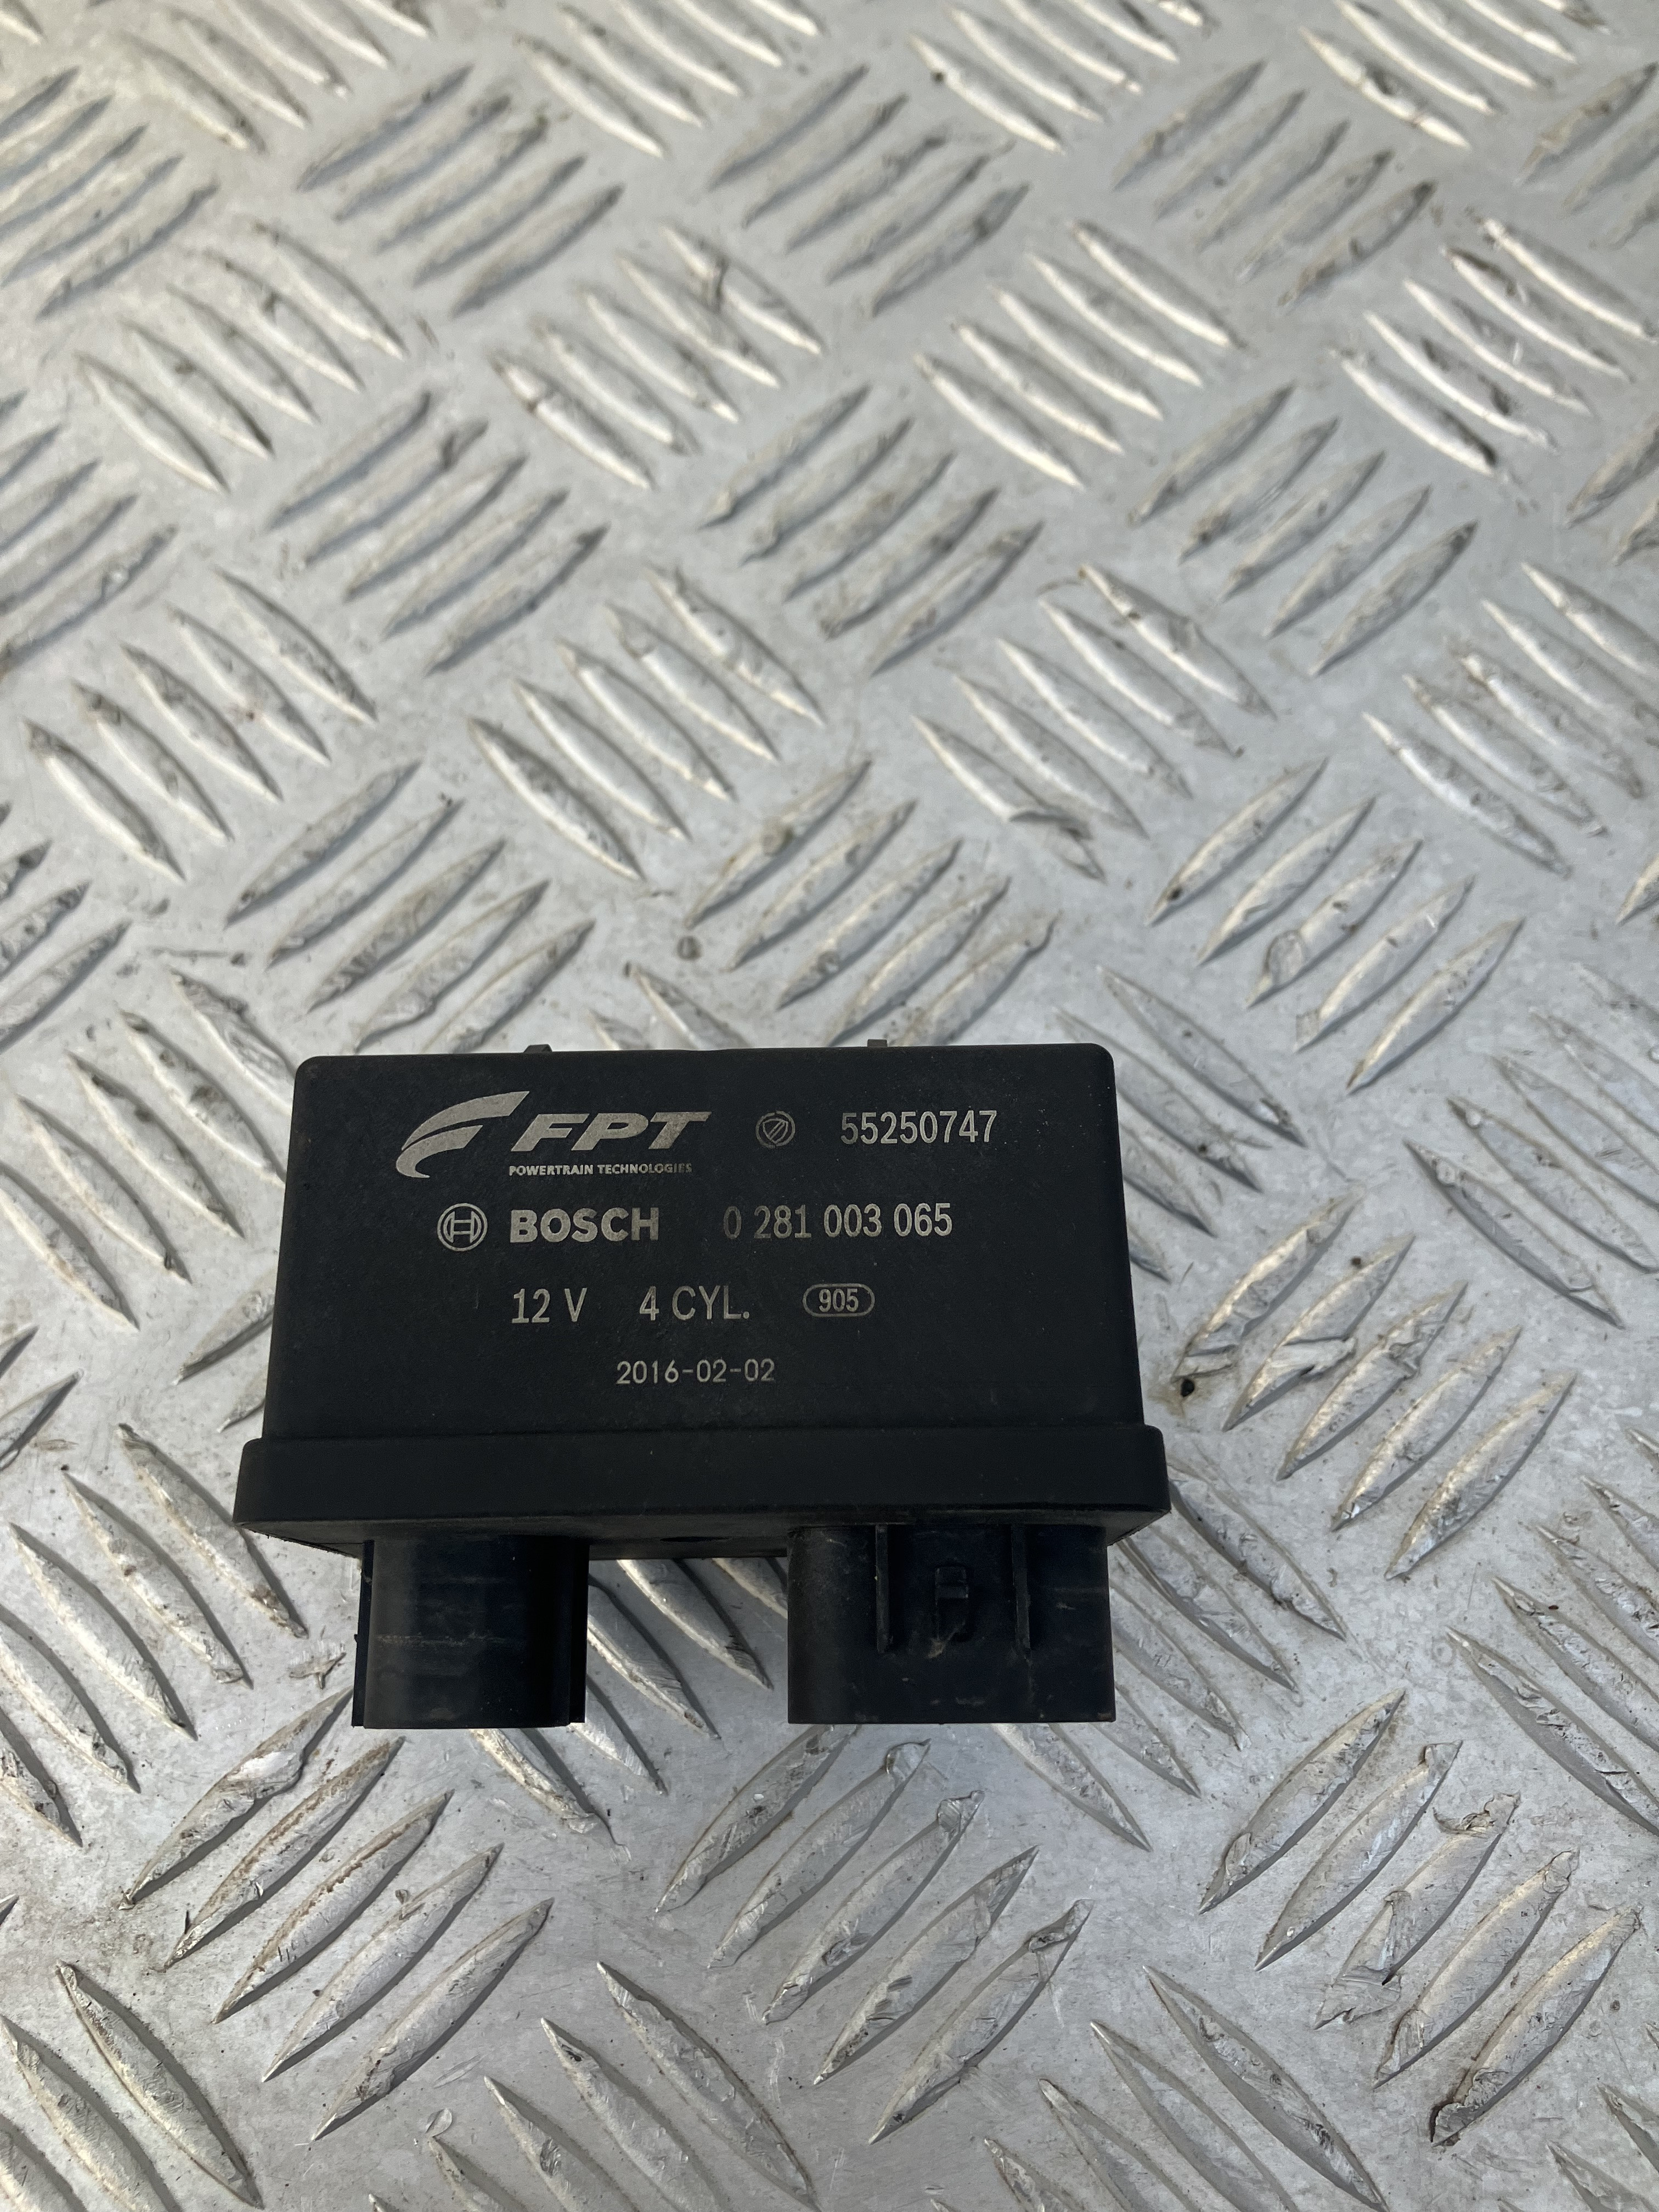 FPT 55250747
POWERTRAIN TECHNOLOGIES
BOSCH 0 281 003 065
12 V 4 CYL. 905
2016-02-02